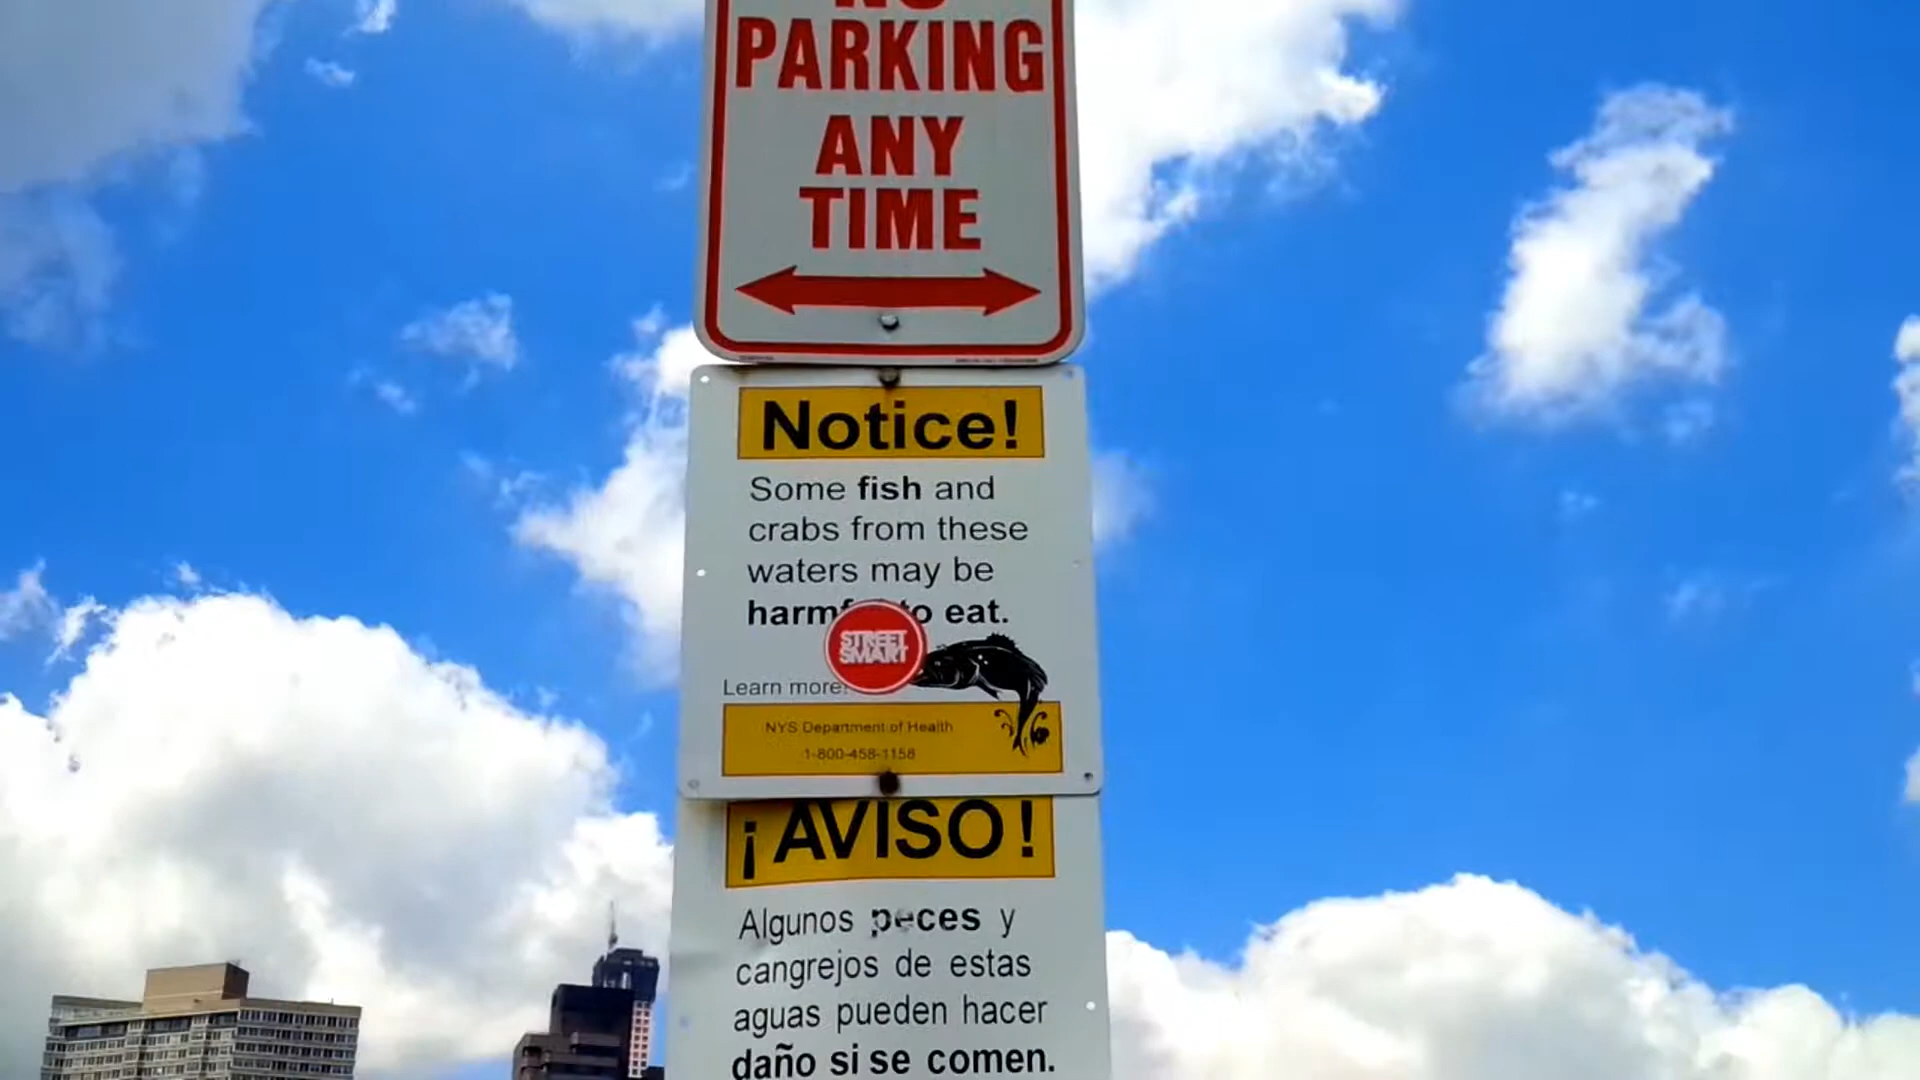 NO
PARKING
ANY
TIME
Notice!
Some fish and
crabs from these
waters may be
to eat.
STREET
SMART
Learn more:
NYS Department of Health
1-800-458-1158
¡AVISO!
Algunos peces y
cangrejos de estas
aguas pueden hacer
daño si se comen.